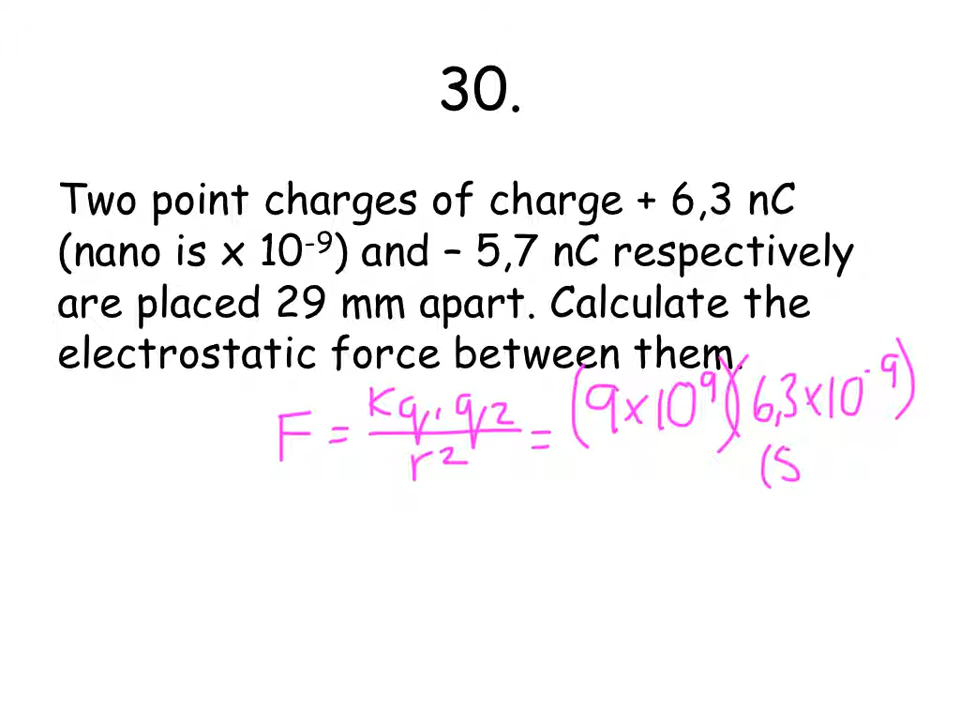 30.
Two point charges of charge + 6,3 nC
(nano is x 10⁻⁹) and – 5,7 nC respectively
are placed 29 mm apart. Calculate the
electrostatic force between them.
F = kq₁q₂/r² = (9x10⁹)(6,3x10⁻⁹)
(5